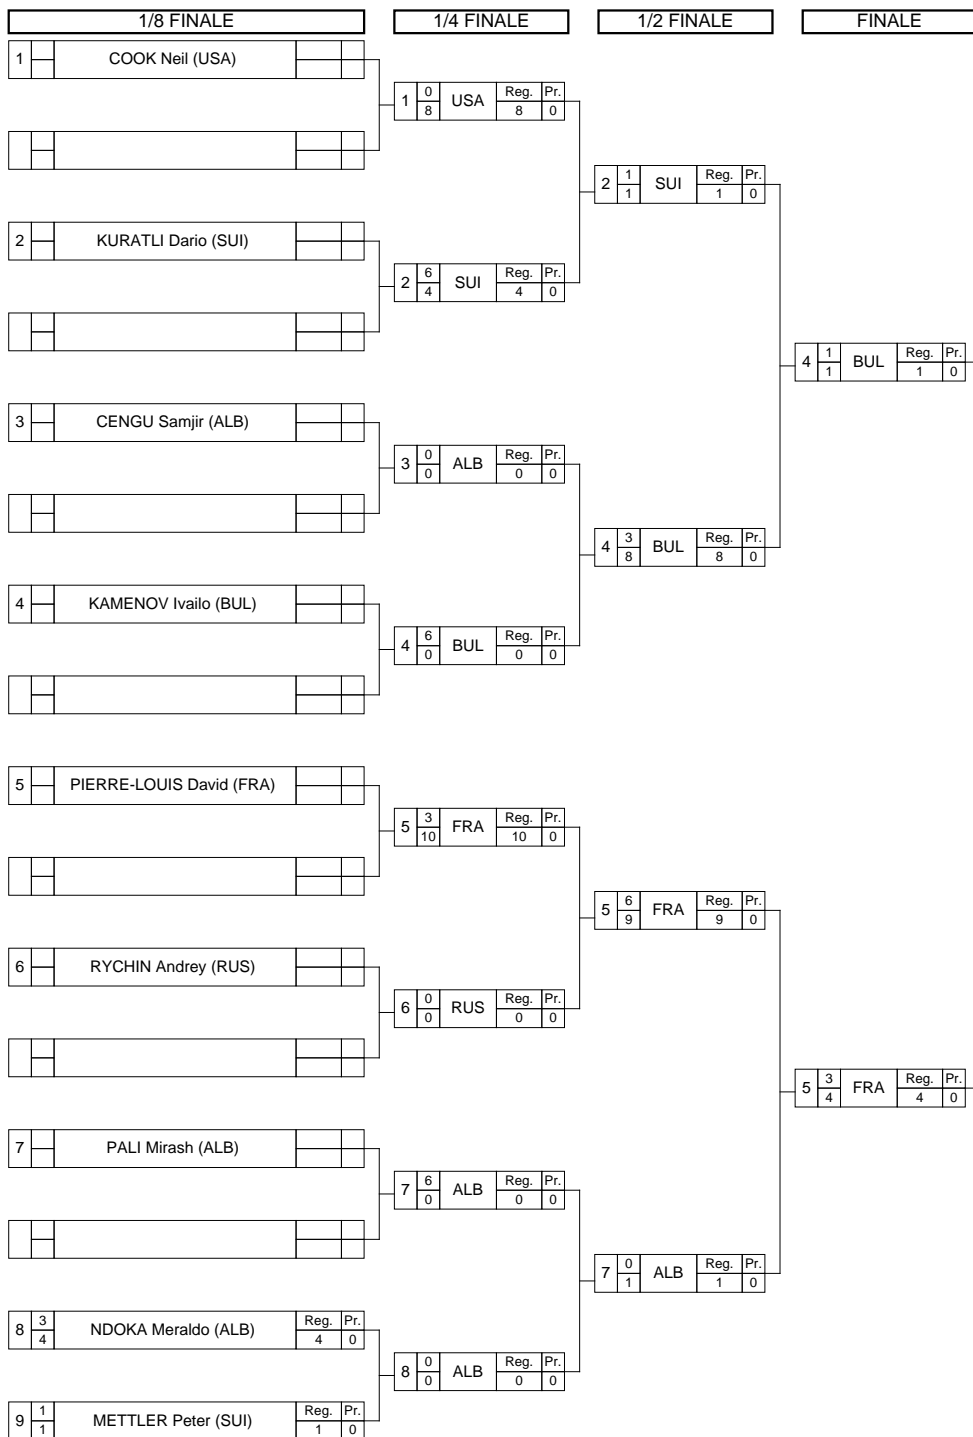 1/8 FINALE 1/4 FINALE 1/2 FINALE FINALE
1 COOK Neil (USA)
1 0 8 USA Reg. 8 Pr. 0
2 1 1 SUI Reg. 1 Pr. 0
2 KURATLI Dario (SUI)
2 6 4 SUI Reg. 4 Pr. 0
4 1 1 BUL Reg. 1 Pr. 0
3 CENGU Samjir (ALB)
3 0 0 ALB Reg. 0 Pr. 0
4 3 8 BUL Reg. 8 Pr. 0
4 KAMENOV Ivailo (BUL)
4 6 0 BUL Reg. 0 Pr. 0
5 PIERRE-LOUIS David (FRA)
5 3 10 FRA Reg. 10 Pr. 0
5 6 9 FRA Reg. 9 Pr. 0
6 RYCHIN Andrey (RUS)
6 0 0 RUS Reg. 0 Pr. 0
5 3 4 FRA Reg. 4 Pr. 0
7 PALI Mirash (ALB)
7 6 0 ALB Reg. 0 Pr. 0
7 0 1 ALB Reg. 1 Pr. 0
8 3 4 NDOKA Meraldo (ALB) Reg. 4 Pr. 0
8 0 0 ALB Reg. 0 Pr. 0
9 1 1 METTLER Peter (SUI) Reg. 1 Pr. 0